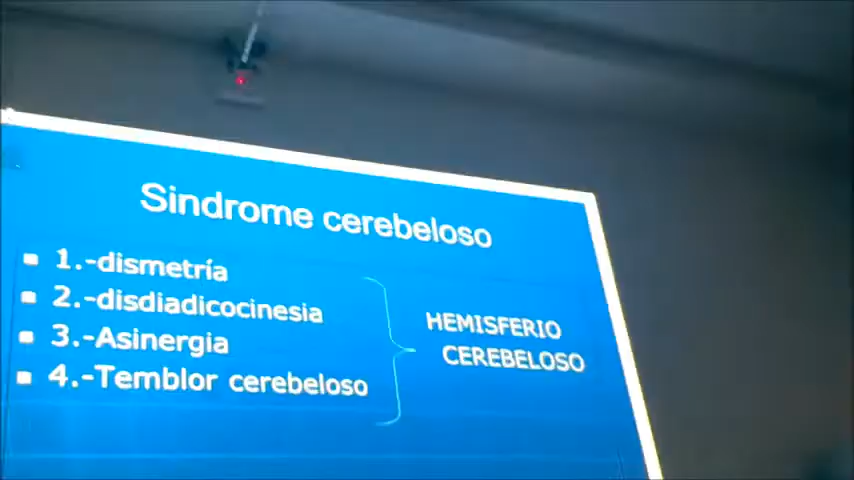 Sindrome cerebeloso
1.-dismetría
2.-disdiadicocinesia
3.-Asinergia
4.-Temblor cerebeloso
HEMISFERIO
CEREBELOSO